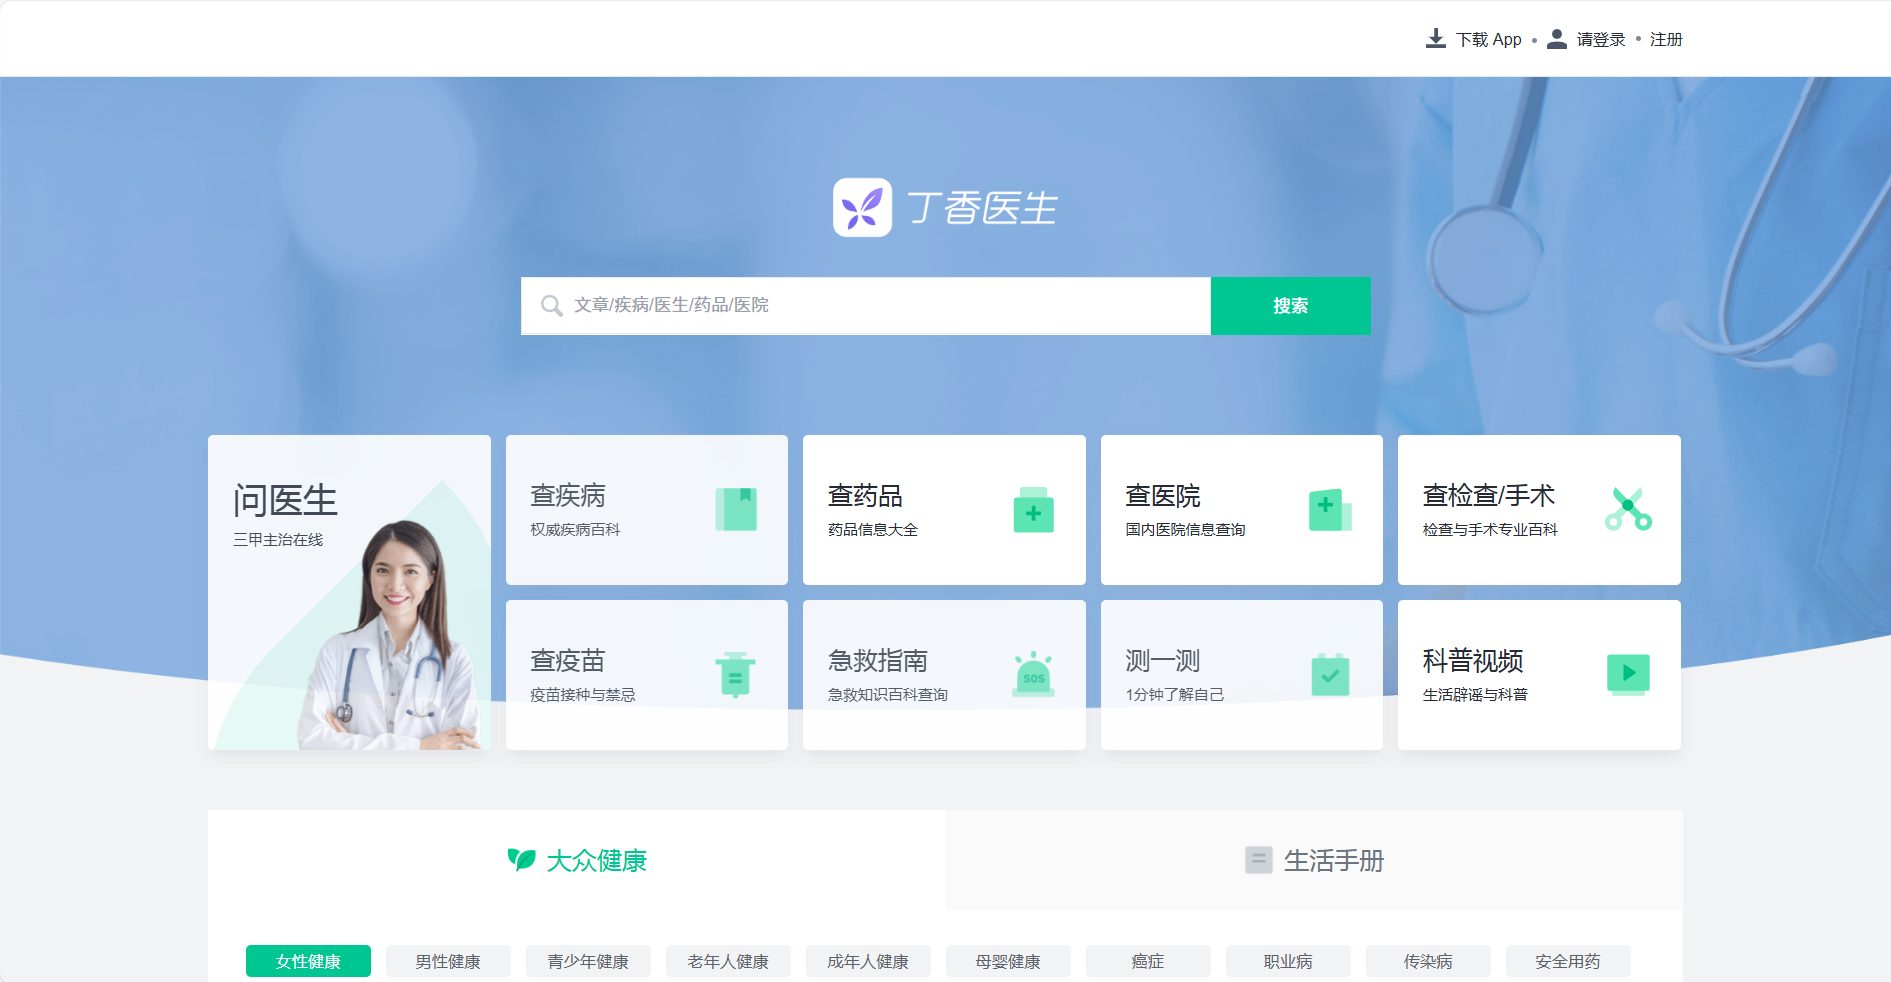 下载 App • 请登录 • 注册
丁香医生
文章/疾病/医生/药品/医院
搜索
问医生
三甲主治在线
查疾病
权威疾病百科
查药品
药品信息大全
查医院
国内医院信息查询
查检查/手术
检查与手术专业百科
查疫苗
疫苗接种与禁忌
急救指南
急救知识百科查询
SOS
测一测
1分钟了解自己
科普视频
生活辟谣与科普
大众健康
生活手册
女性健康
男性健康
青少年健康
老年人健康
成年人健康
母婴健康
癌症
职业病
传染病
安全用药